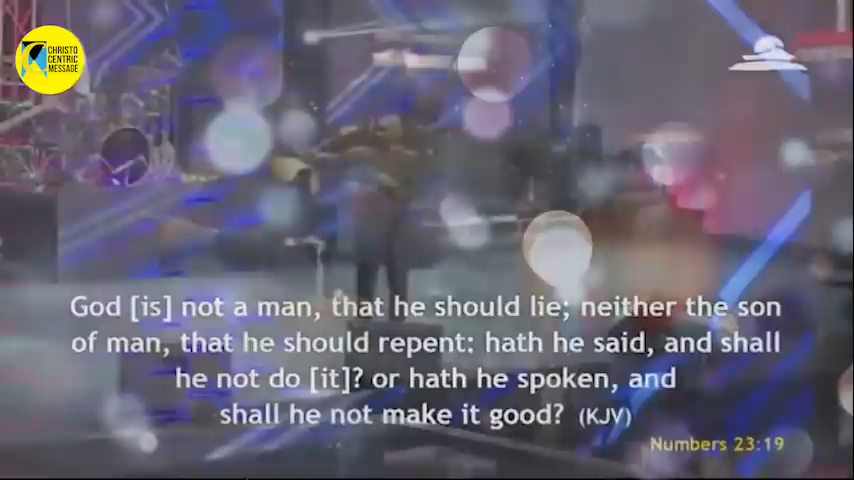 CHRISTO
CENTRIC
MESSAGE
God [is] not a man, that he should lie; neither the son
of man, that he should repent: hath he said, and shall
he not do [it]? or hath he spoken, and
shall he not make it good? (KJV)
Numbers 23:19